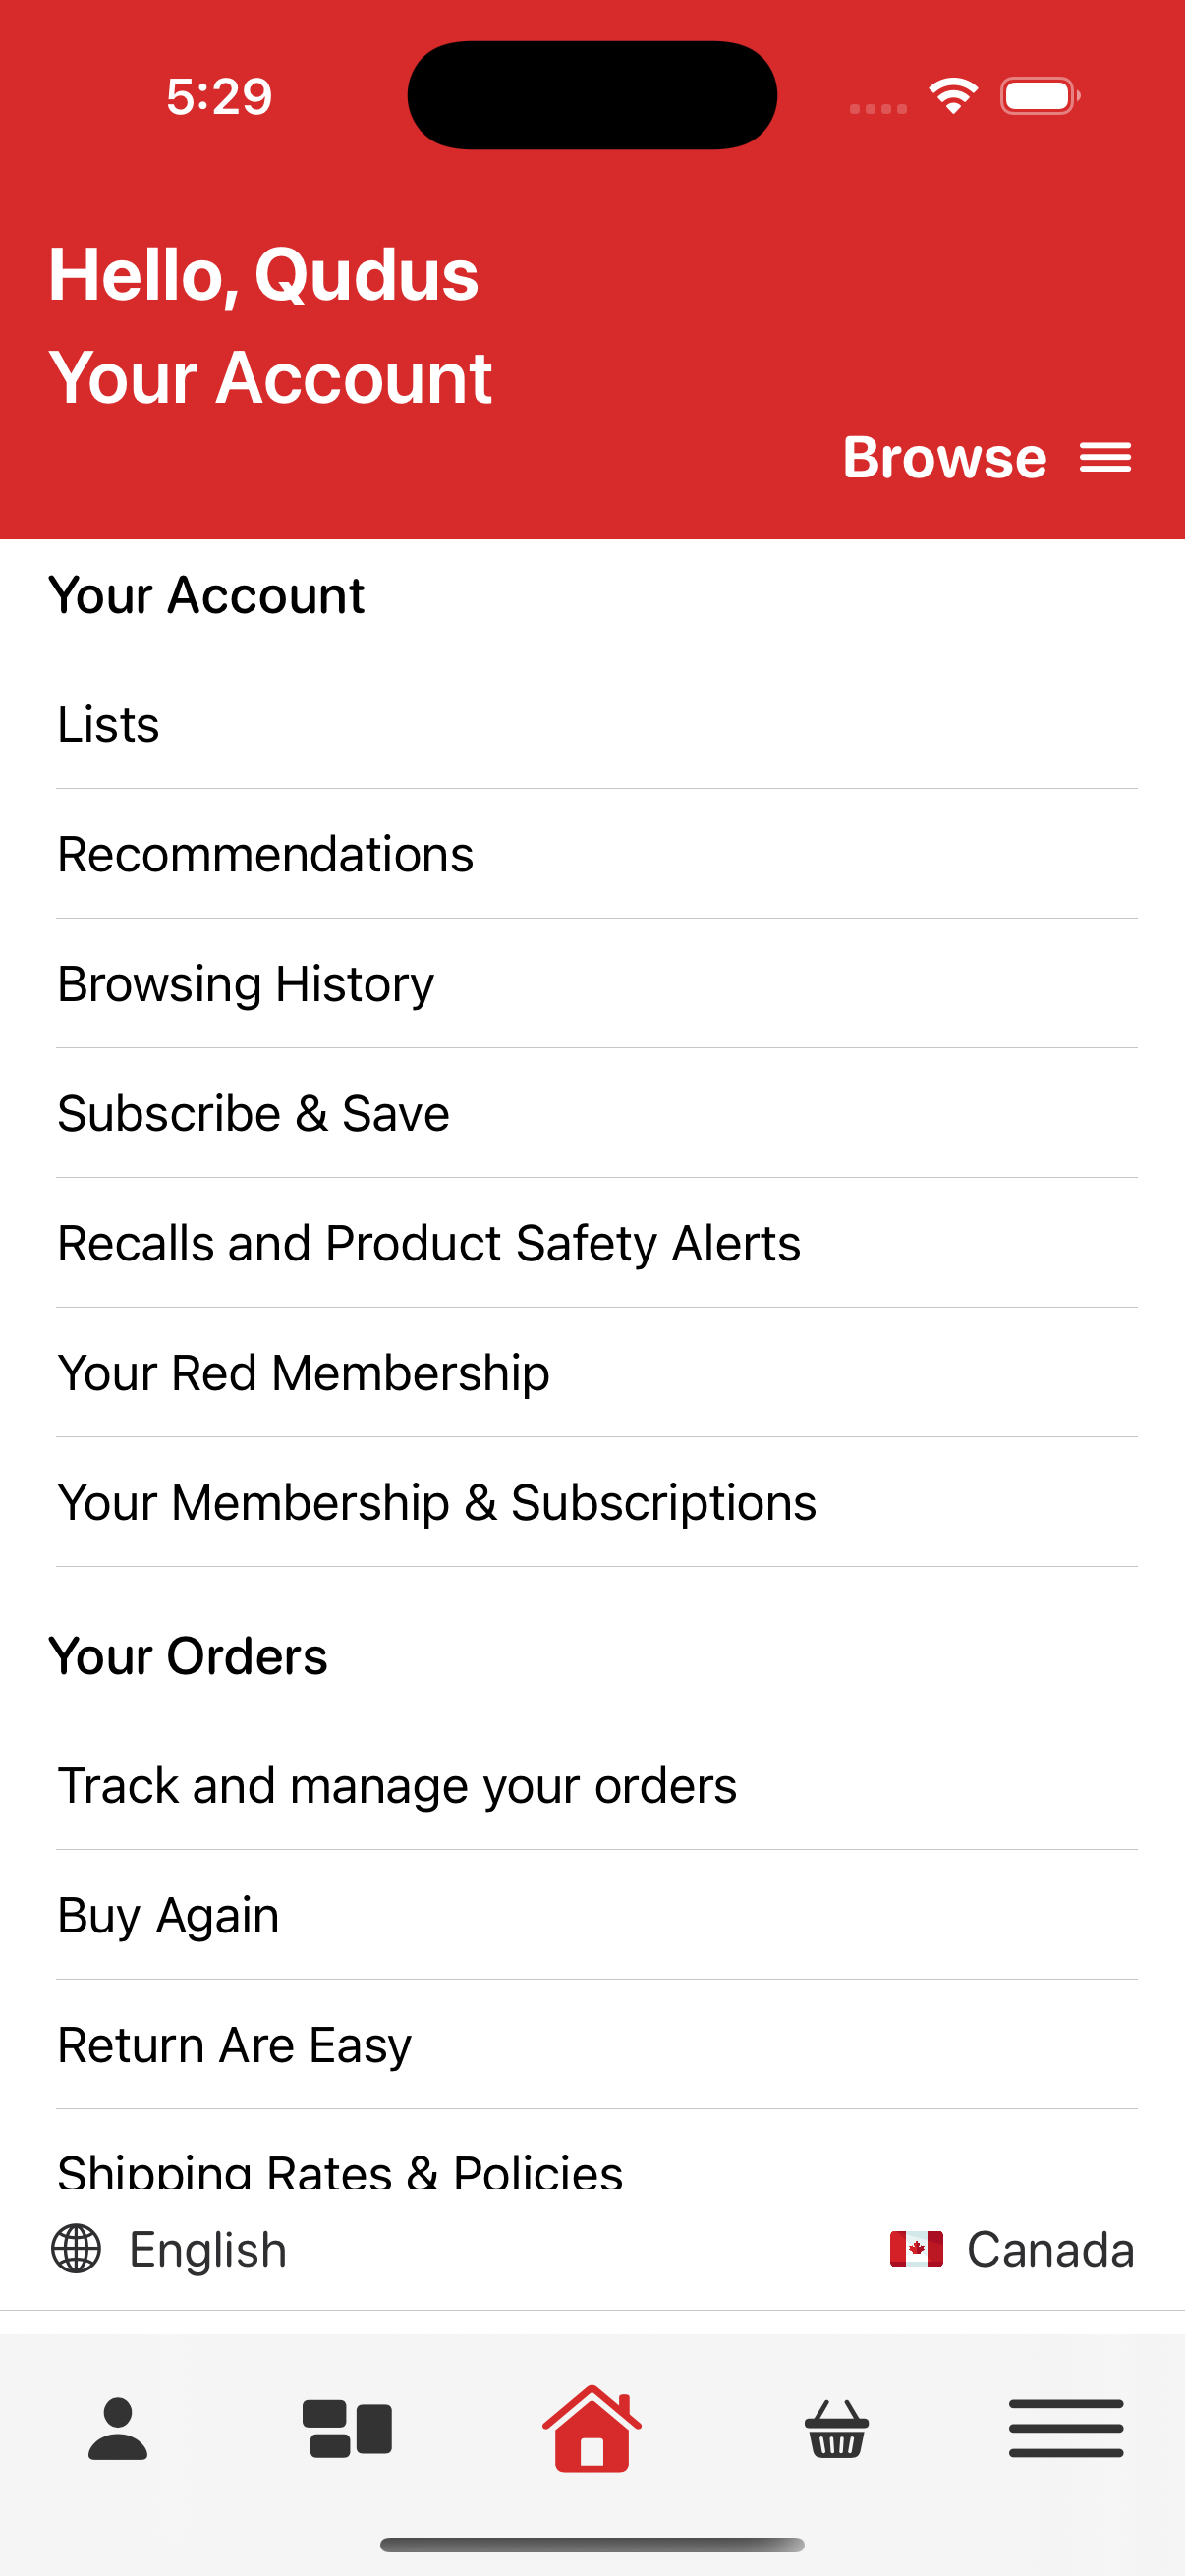 5:29
Hello, Qudus
Your Account
Browse
Your Account
Lists
Recommendations
Browsing History
Subscribe & Save
Recalls and Product Safety Alerts
Your Red Membership
Your Membership & Subscriptions
Your Orders
Track and manage your orders
Buy Again
Return Are Easy
Shipping Rates & Policies
English
Canada